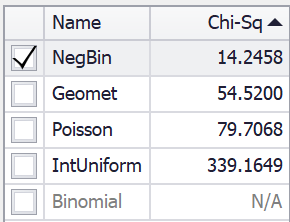 Name Chi-Sq
NegBin 14.2458
Geomet 54.5200
Poisson 79.7068
IntUniform 339.1649
Binomial N/A